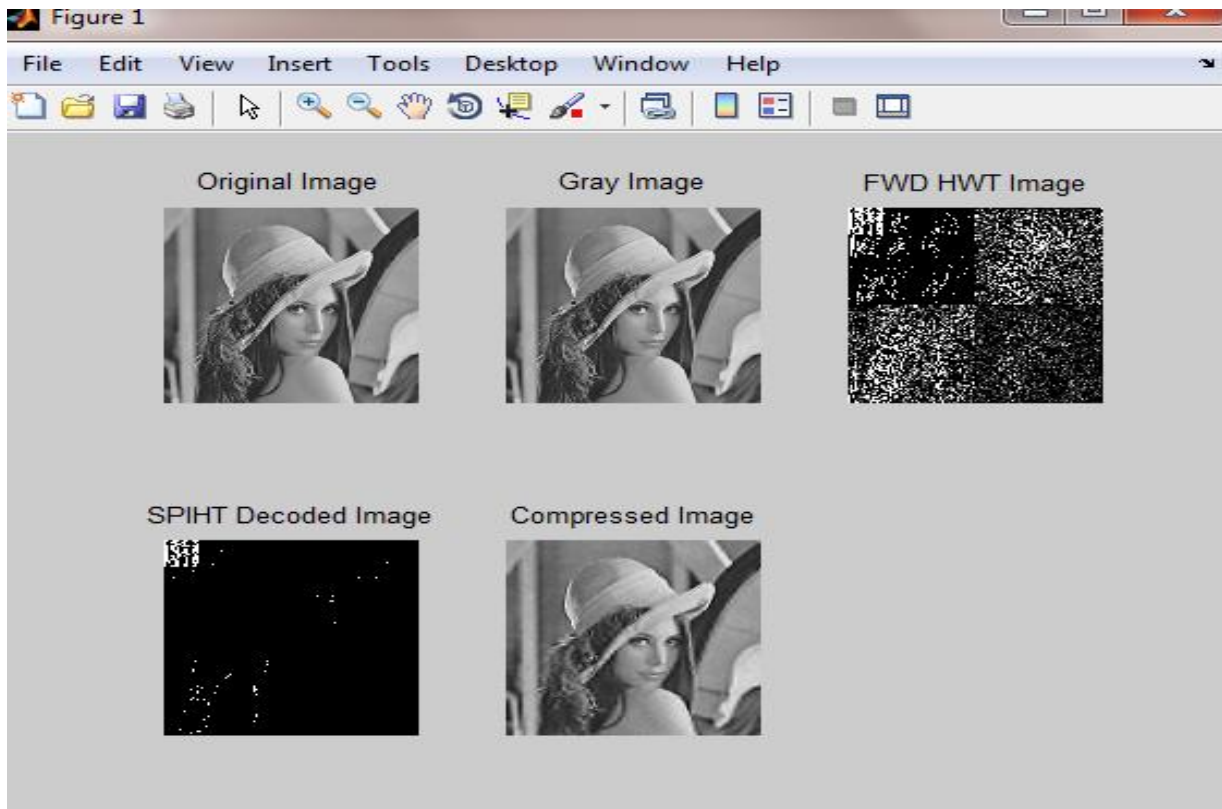 Figure 1
File Edit View Insert Tools Desktop Window Help
Original Image Gray Image FWD HWT Image
SPIHT Decoded Image Compressed Image